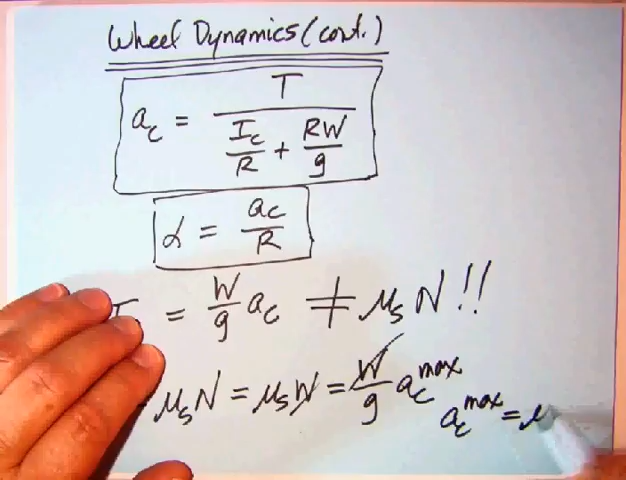 Wheel Dynamics (cont.)
a_c = T / (I_c/R + RW/g)
α = a_c/R
= W/g a_c ≠ μ_s N!!
μ_s N = μ_s W = W/g a_c^max
a_c^max = μ